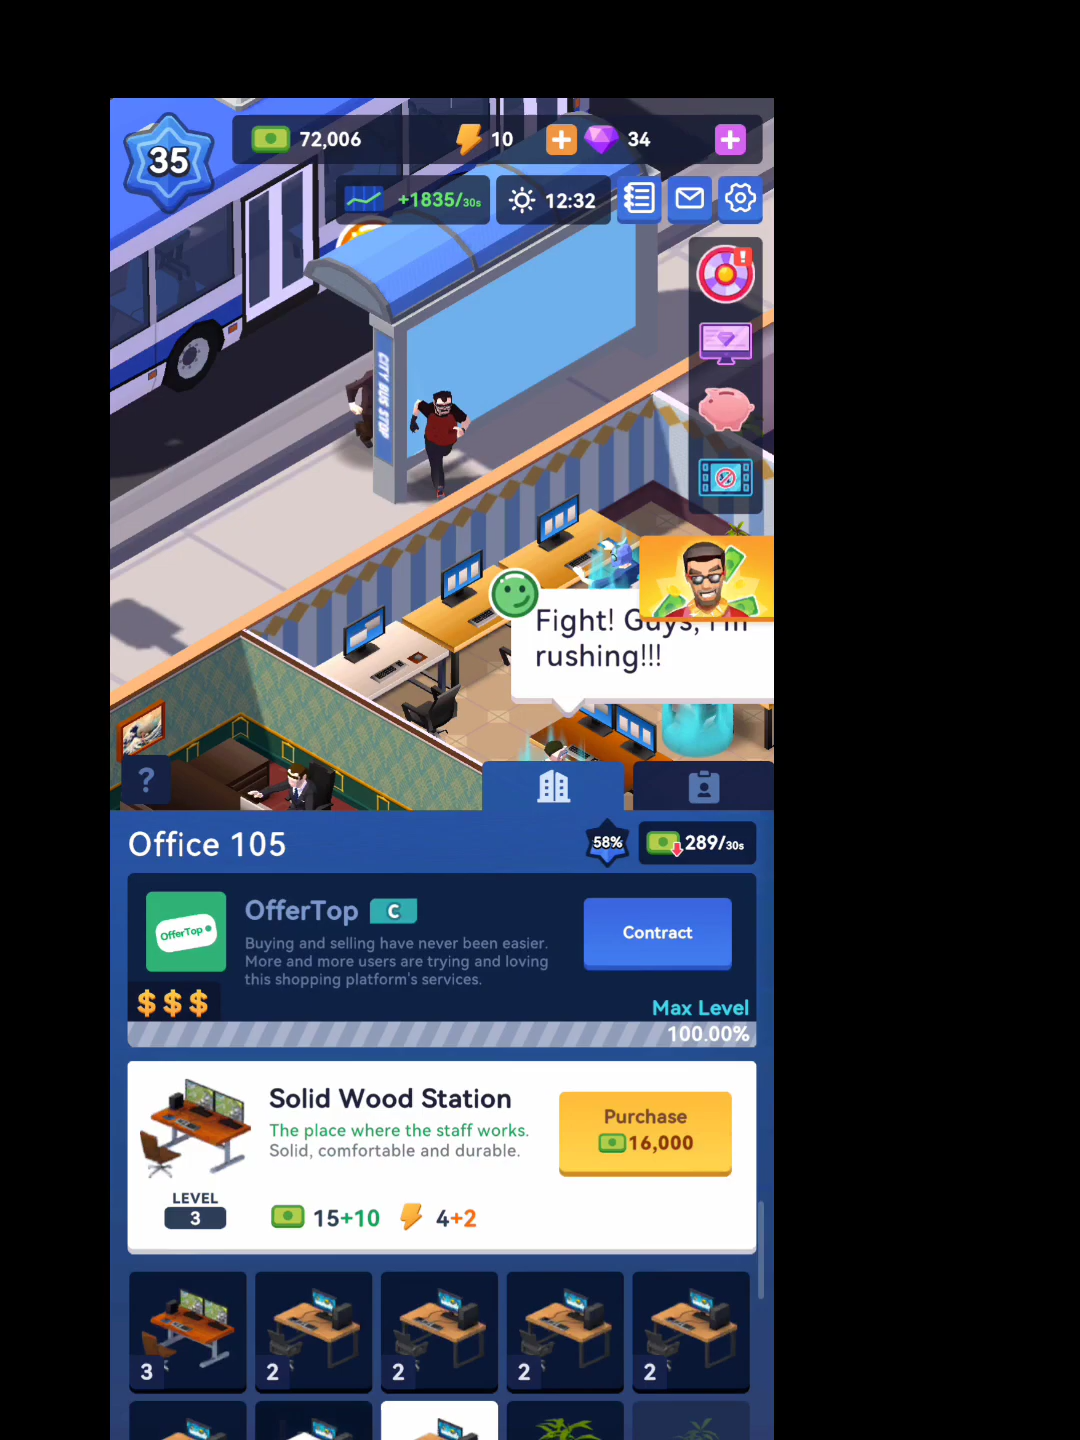 35
72,006
10
34
+1835/30s
12:32
CITY BUS STOP
Fight! Guys, I'm
rushing!!!
?
Office 105
58%
289/30s
OfferTop
OfferTop C
Buying and selling have never been easier.
More and more users are trying and loving
this shopping platform's services.
Contract
$$$
Max Level
100.00%
Solid Wood Station
The place where the staff works.
Solid, comfortable and durable.
Purchase
16,000
LEVEL
3
15+10
4+2
3
2
2
2
2